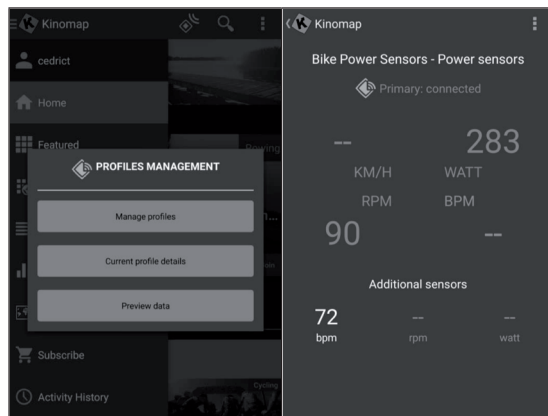 Kinomap
cedrict
Home
Featured
Rowing
PROFILES MANAGEMENT
Manage profiles
Current profile details
Preview data
Subscribe
Cycling
Activity History
Kinomap
Bike Power Sensors - Power sensors
Primary: connected
-- 283
KM/H WATT
RPM BPM
90 --
Additional sensors
72 -- --
bpm rpm watt